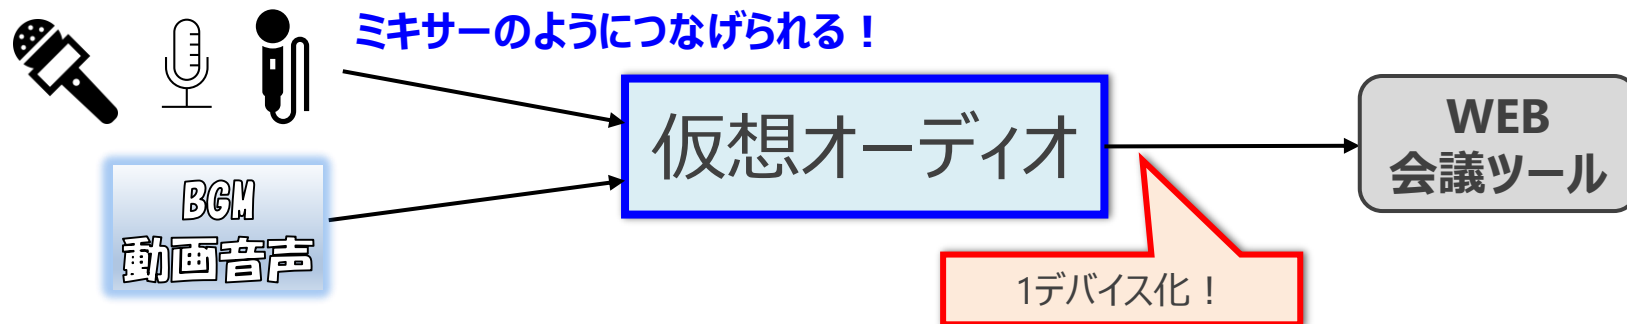 ミキサーのようにつなげられる！
仮想オーディオ
WEB
会議ツール
BGM
動画音声
1デバイス化！